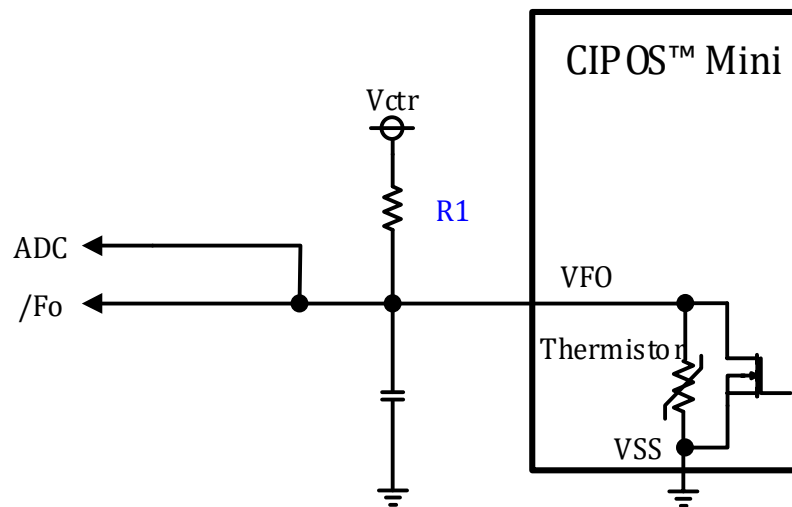 CIPOS™ Mini
Vctr
R1
ADC
VFO
/Fo
Thermistor
VSS